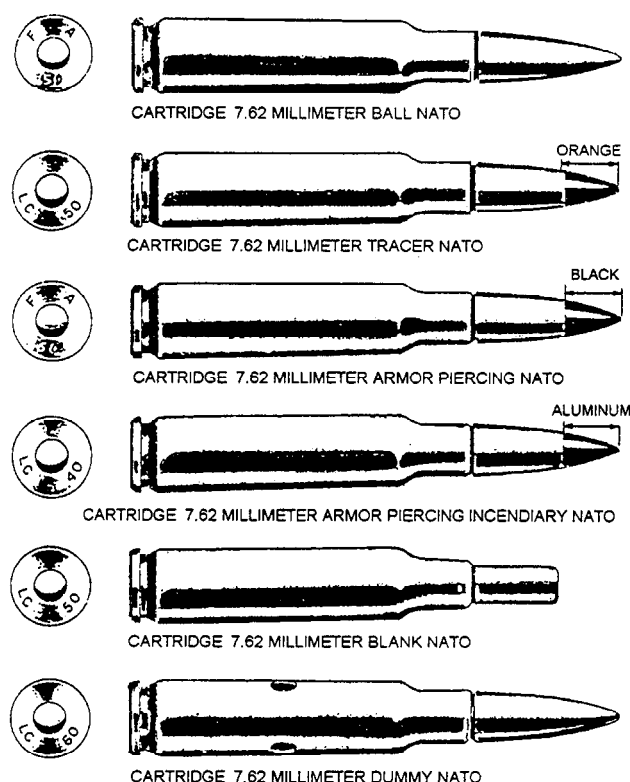 F A
CARTRIDGE 7.62 MILLIMETER BALL NATO
ORANGE
LC 50
CARTRIDGE 7.62 MILLIMETER TRACER NATO
BLACK
F A
CARTRIDGE 7.62 MILLIMETER ARMOR PIERCING NATO
ALUMINUM
LC 40
CARTRIDGE 7.62 MILLIMETER ARMOR PIERCING INCENDIARY NATO
LC 50
CARTRIDGE 7.62 MILLIMETER BLANK NATO
LC 60
CARTRIDGE 7.62 MILLIMETER DUMMY NATO